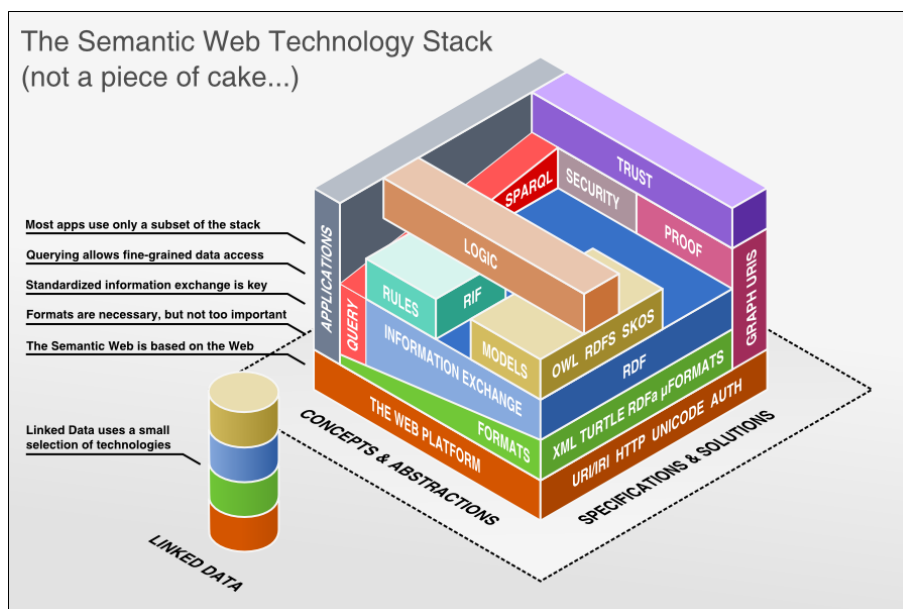 The Semantic Web Technology Stack
(not a piece of cake...)
Most apps use only a subset of the stack
Querying allows fine-grained data access
Standardized information exchange is key
Formats are necessary, but not too important
The Semantic Web is based on the Web
Linked Data uses a small
selection of technologies
LINKED DATA
APPLICATIONS
TRUST
SPARQL
SECURITY
PROOF
LOGIC
RULES
RIF
QUERY
GRAPH URIS
INFORMATION EXCHANGE
MODELS
OWL RDFS SKOS
RDF
FORMATS
XML TURTLE RDFa μFORMATS
THE WEB PLATFORM
URI/IRI HTTP UNICODE AUTH
CONCEPTS & ABSTRACTIONS
SPECIFICATIONS & SOLUTIONS